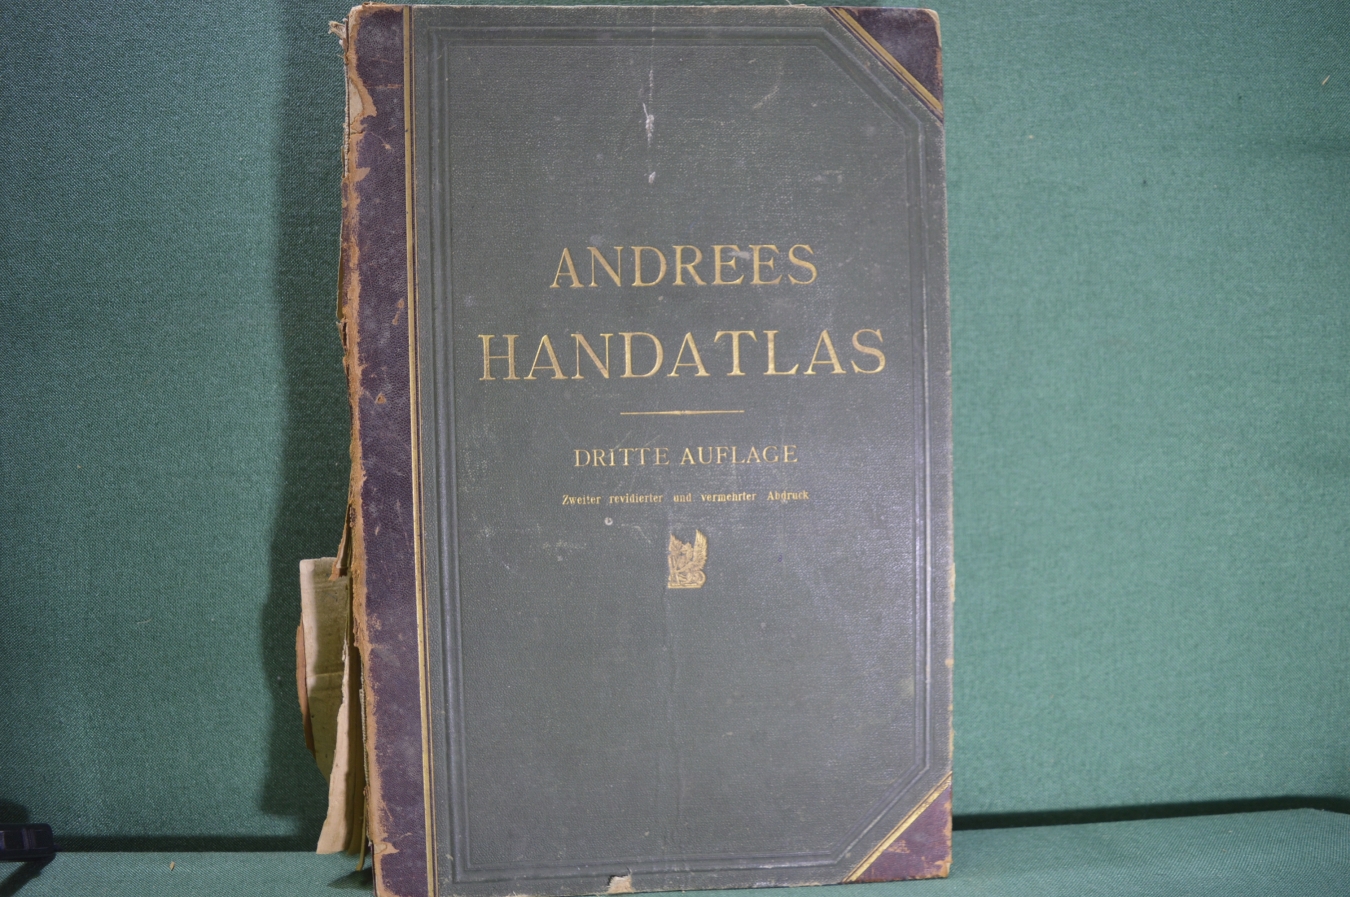 ANDREES
HANDATLAS
DRITTE AUFLAGE
Zweiter revidierter und vermehrter Abdruck